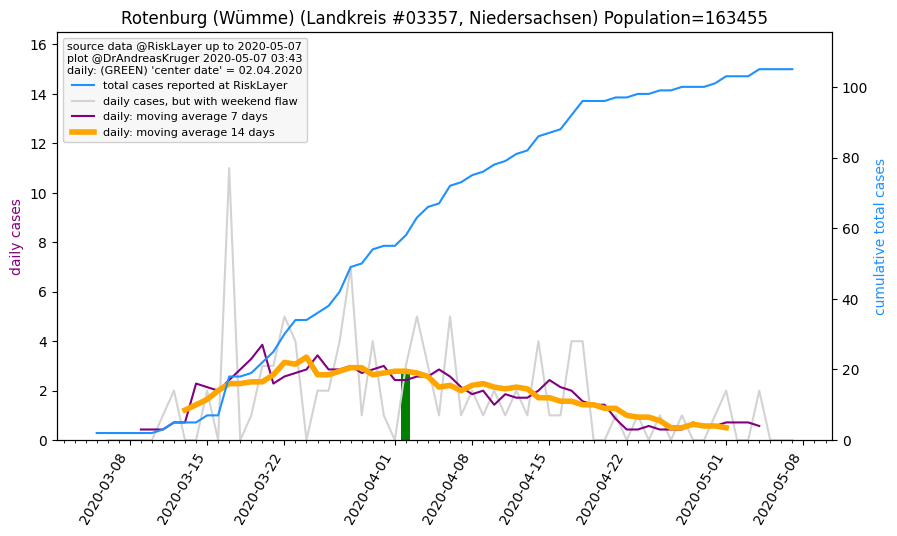 Rotenburg (Wümme) (Landkreis #03357, Niedersachsen) Population=163455
source data @RiskLayer up to 2020-05-07
plot @DrAndreasKruger 2020-05-07 03:43
daily: (GREEN) 'center date' = 02.04.2020
total cases reported at RiskLayer
daily cases, but with weekend flaw
daily: moving average 7 days
daily: moving average 14 days
daily cases
16
14
12
10
8
6
4
2
0
100
80
60
40
20
0
cumulative total cases
2020-03-08
2020-03-15
2020-03-22
2020-04-01
2020-04-08
2020-04-15
2020-04-22
2020-05-01
2020-05-08